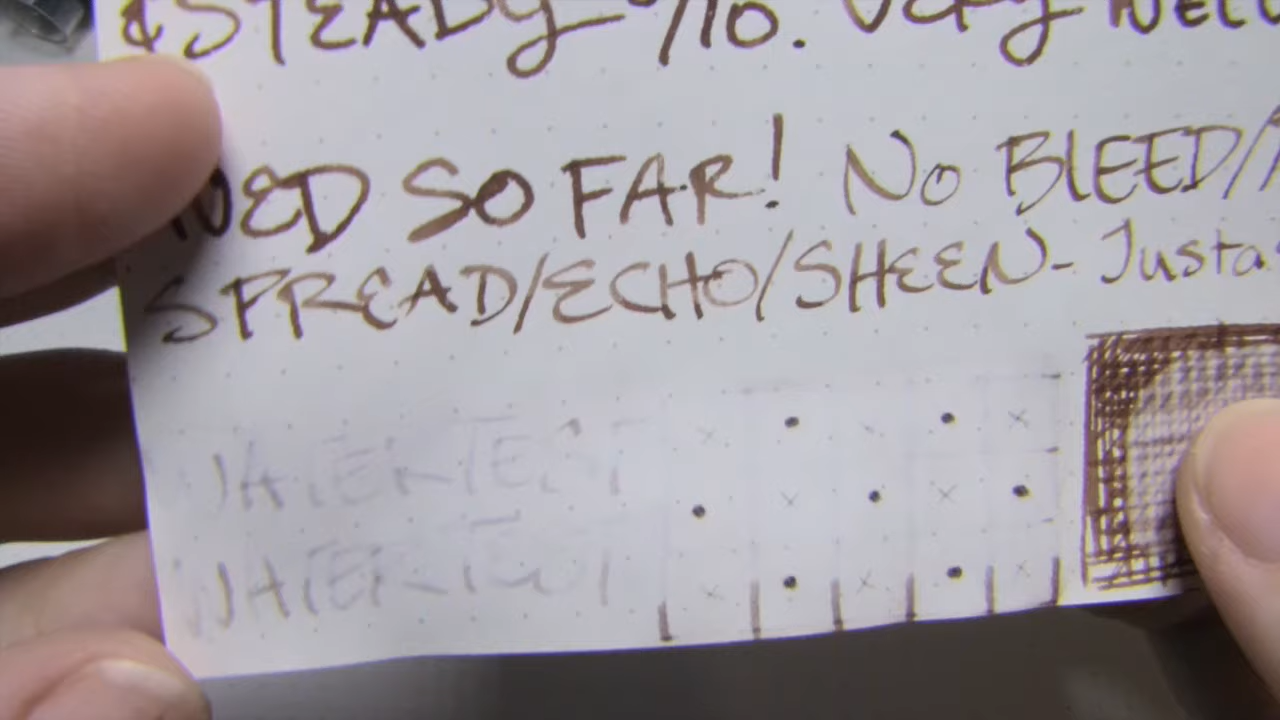 & STEADY 9/10. Very WELL
SO FAR! No BLEED/
SPREAD/ECHO/SHEEN- Just a
WATER TEST
WATER TEST